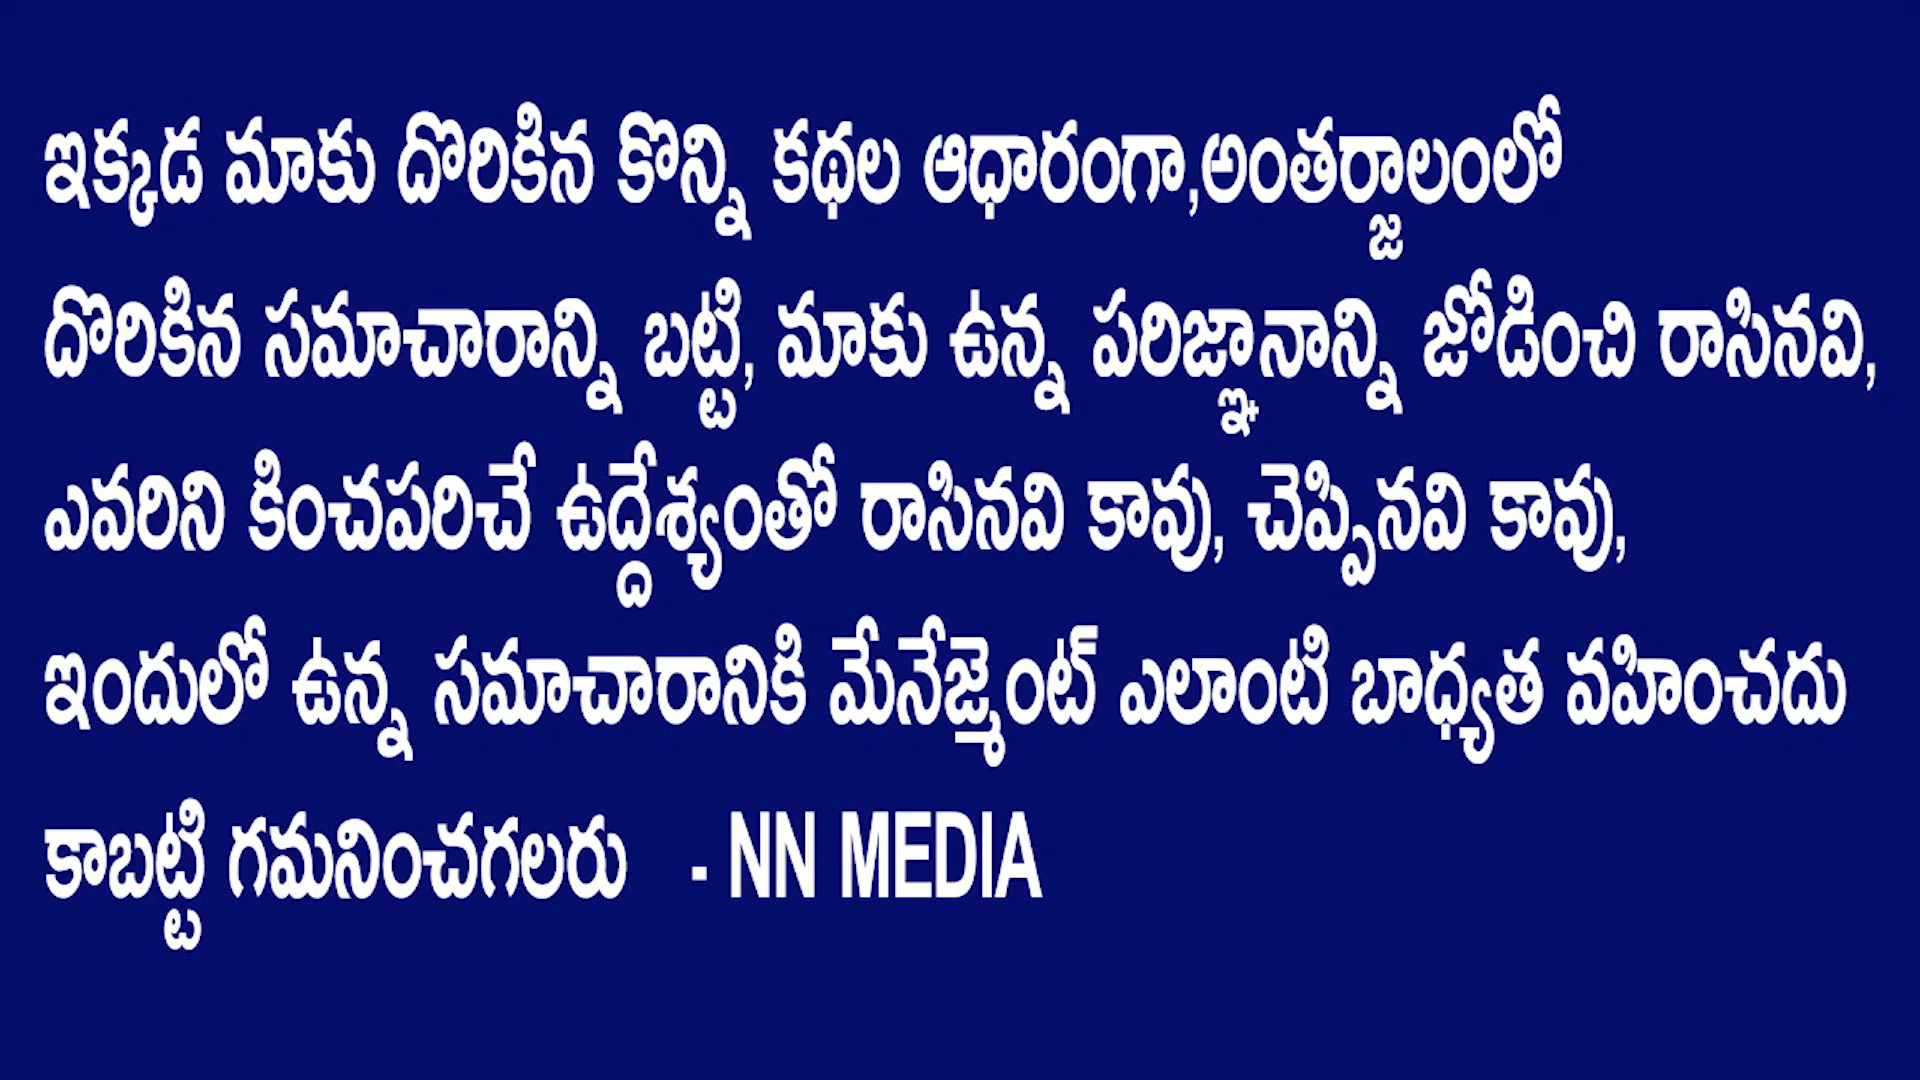 ఇక్కడ మాకు దొరికిన కొన్ని కథల ఆధారంగా,అంతర్జాలంలో
దొరికిన సమాచారాన్ని బట్టి, మాకు ఉన్న పరిజ్ఞానాన్ని జోడించి రాసినవి,
ఎవరిని కించపరిచే ఉద్దేశ్యంతో రాసినవి కావు, చెప్పినవి కావు,
ఇందులో ఉన్న సమాచారానికి మేనేజ్మెంట్ ఎలాంటి బాధ్యత వహించదు
కాబట్టి గమనించగలరు - NN MEDIA